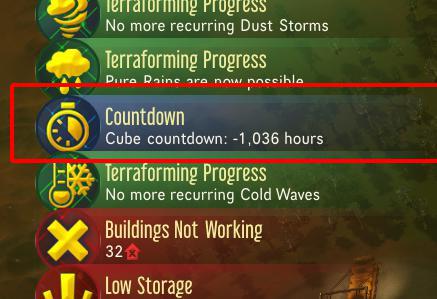 Terraforming Progress
No more recurring Dust Storms
Terraforming Progress
Pure Rains are now possible
Countdown
Cube countdown: -1,036 hours
Terraforming Progress
No more recurring Cold Waves
Buildings Not Working
32
Low Storage